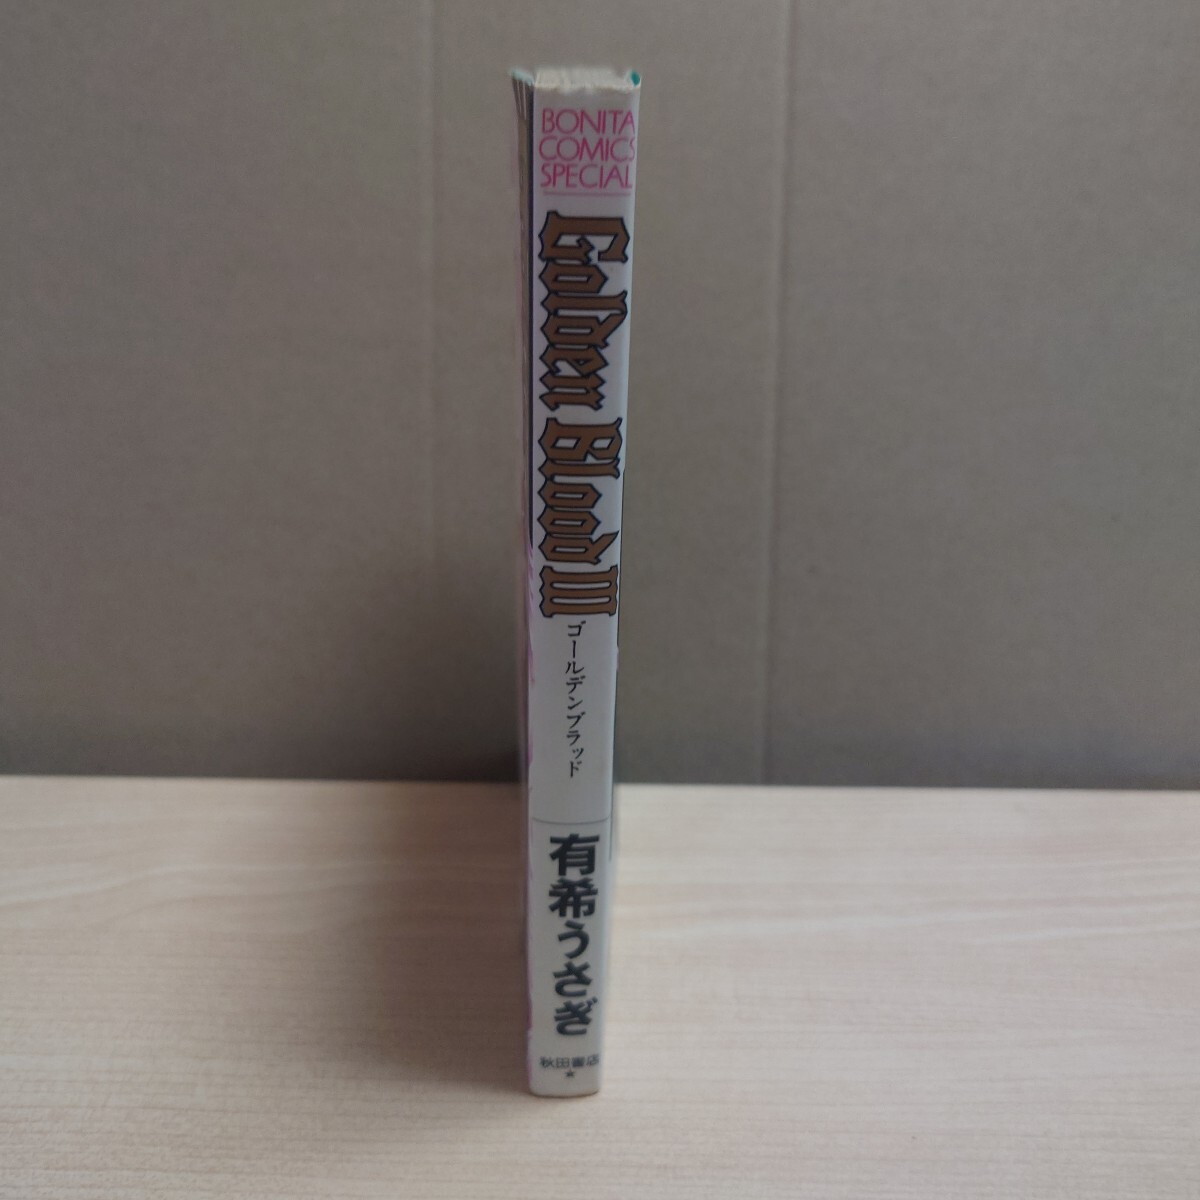 BONITA
COMICS
SPECIAL
Golden Blood III
ゴールデンブラッド
有希うさぎ
秋田書店
★